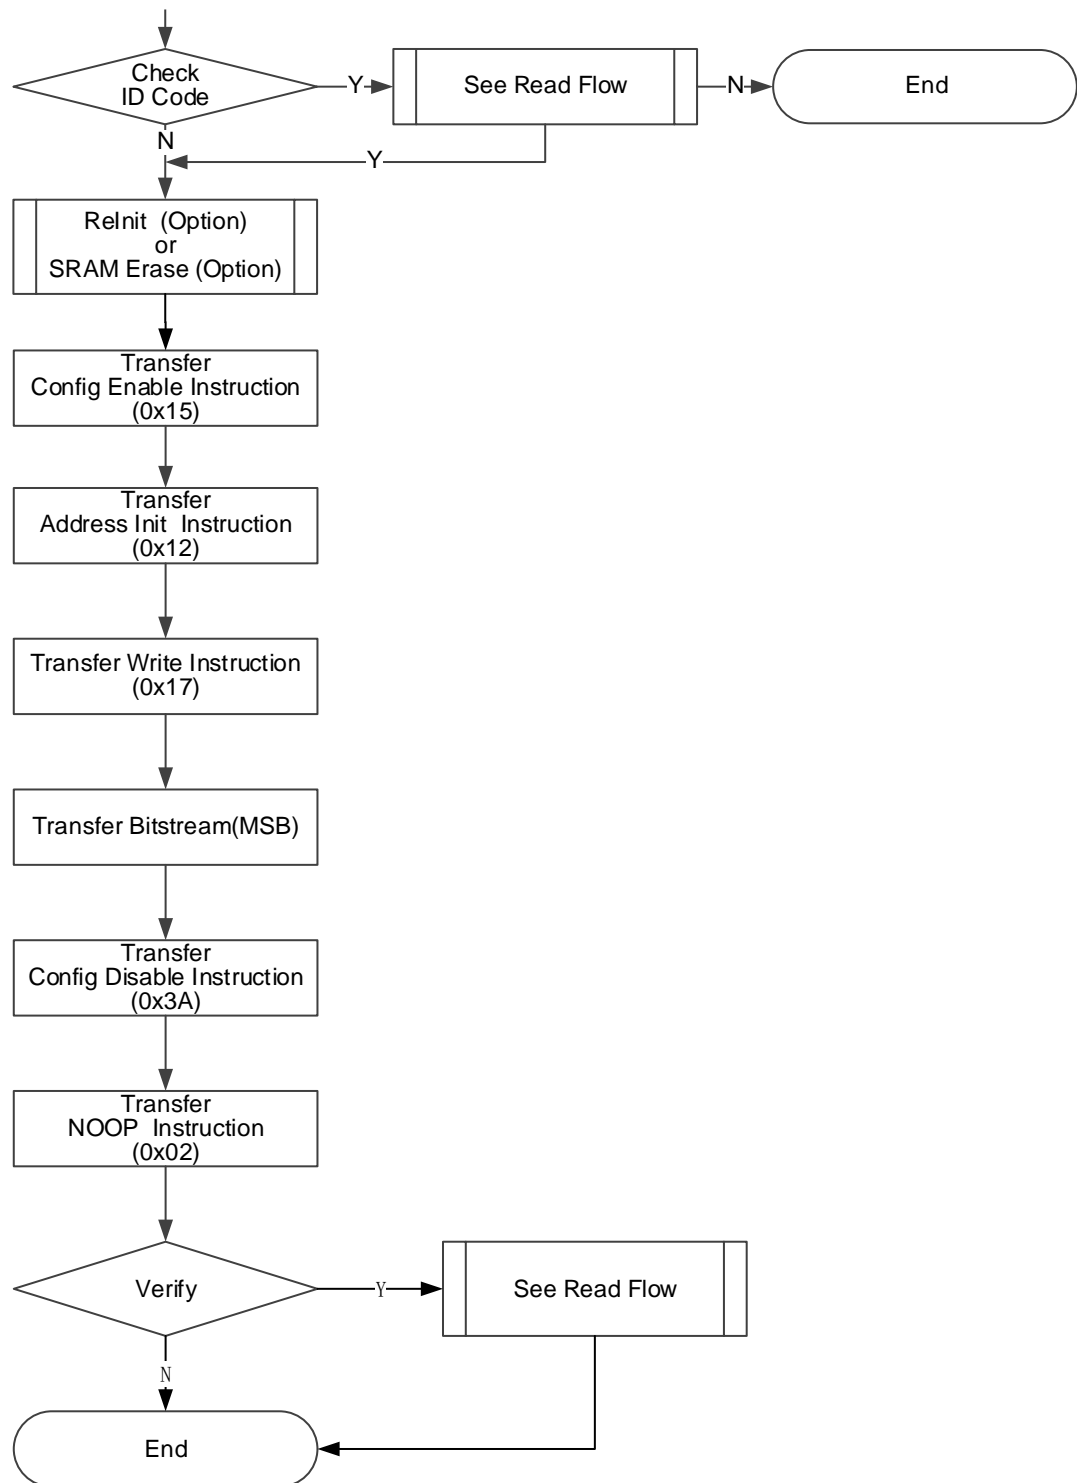 Check
ID Code
Y
See Read Flow
N
End
N
Y
ReInit (Option)
or
SRAM Erase (Option)
Transfer
Config Enable Instruction
(0x15)
Transfer
Address Init Instruction
(0x12)
Transfer Write Instruction
(0x17)
Transfer Bitstream(MSB)
Transfer
Config Disable Instruction
(0x3A)
Transfer
NOOP Instruction
(0x02)
Verify
Y
See Read Flow
N
End